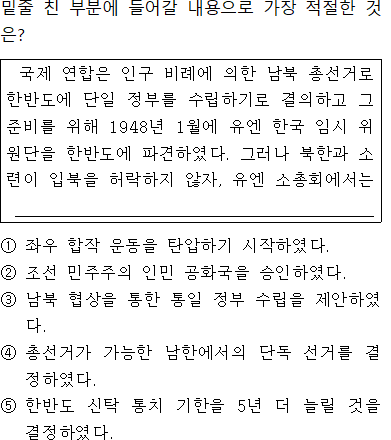 밑줄 친 부분에 들어갈 내용으로 가장 적절한 것
은?
국제 연합은 인구 비례에 의한 남북 총선거로
한반도에 단일 정부를 수립하기로 결의하고 그
준비를 위해 1948년 1월에 유엔 한국 임시 위
원단을 한반도에 파견하였다. 그러나 북한과 소
련이 입북을 허락하지 않자, 유엔 소총회에서는
① 좌우 합작 운동을 탄압하기 시작하였다.
② 조선 민주주의 인민 공화국을 승인하였다.
③ 남북 협상을 통한 통일 정부 수립을 제안하였
다.
④ 총선거가 가능한 남한에서의 단독 선거를 결
정하였다.
⑤ 한반도 신탁 통치 기한을 5년 더 늘릴 것을
결정하였다.